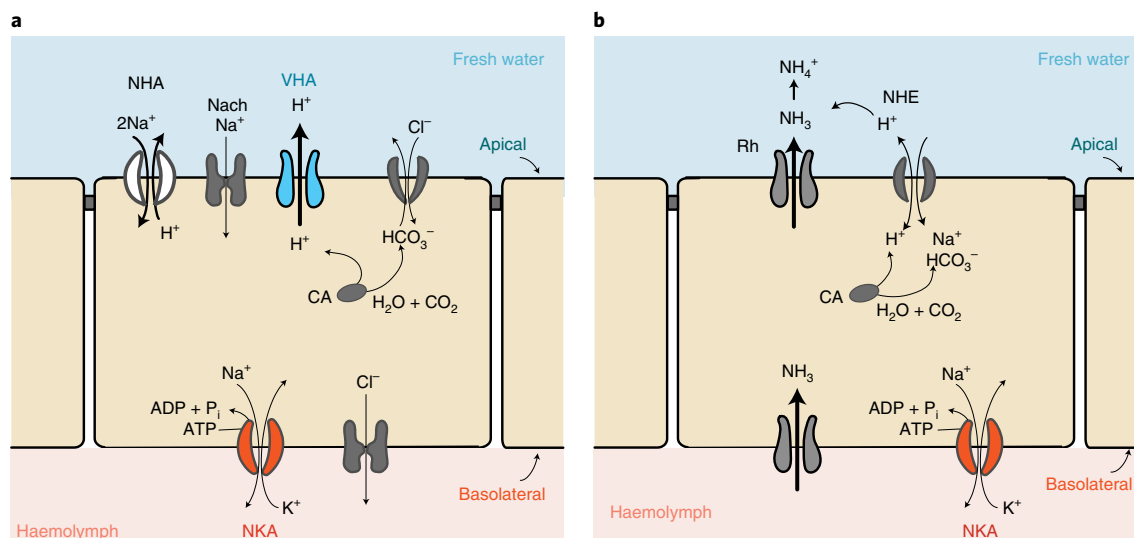 a
Fresh water
NHA
2Na⁺
Nach
Na⁺
VHA
H⁺
Cl⁻
Apical
H⁺
H⁺
HCO₃⁻
CA
H₂O + CO₂
Na⁺
ADP + Pᵢ
ATP
Cl⁻
K⁺
NKA
Basolateral
Haemolymph
b
Fresh water
NH₄⁺
NH₃
NHE
H⁺
Rh
Apical
H⁺
Na⁺
HCO₃⁻
CA
H₂O + CO₂
NH₃
Na⁺
ADP + Pᵢ
ATP
K⁺
NKA
Basolateral
Haemolymph